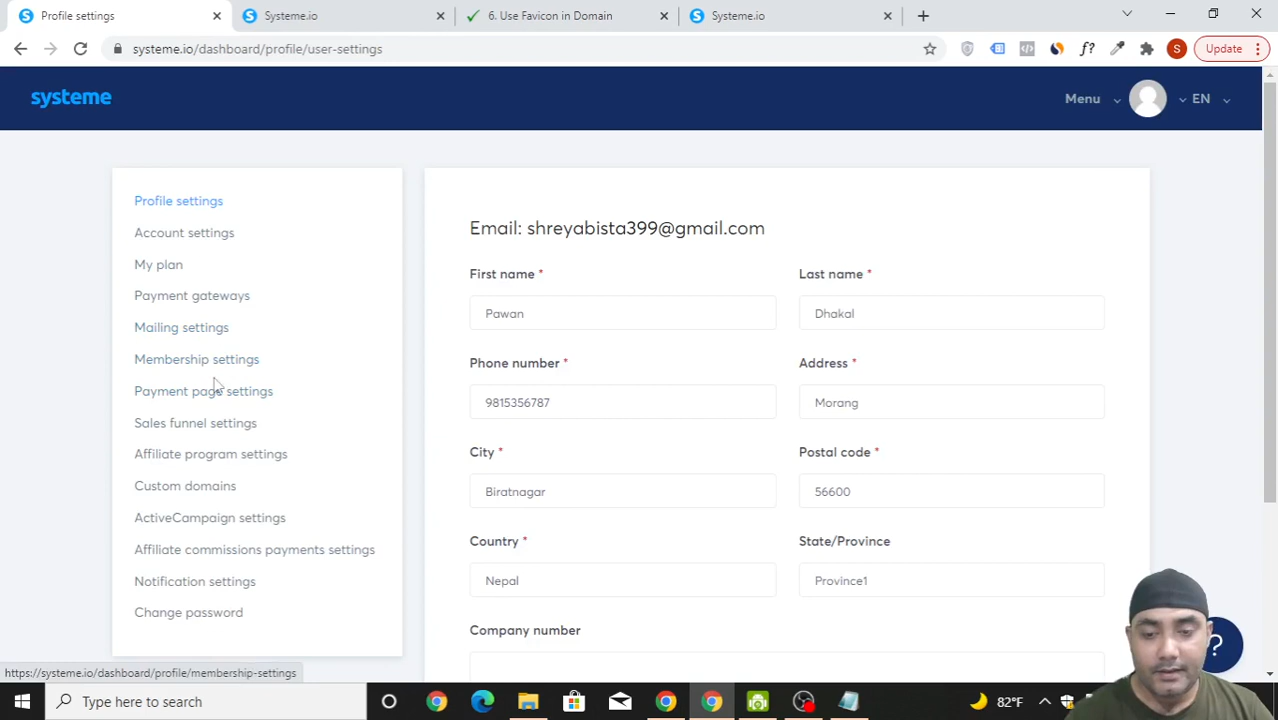 Profile settings
Systeme.io
6. Use Favicon in Domain
Systeme.io
systeme.io/dashboard/profile/user-settings
S
Update
systeme
Menu
EN
Profile settings
Account settings
My plan
Payment gateways
Mailing settings
Membership settings
Payment page settings
Sales funnel settings
Affiliate program settings
Custom domains
ActiveCampaign settings
Affiliate commissions payments settings
Notification settings
Change password
Email: shreyabista399@gmail.com
First name *
Last name *
Pawan
Dhakal
Phone number *
Address *
9815356787
Morang
City *
Postal code *
Biratnagar
56600
Country *
State/Province
Nepal
Province1
Company number
?
https://systeme.io/dashboard/profile/membership-settings
Type here to search
82°F